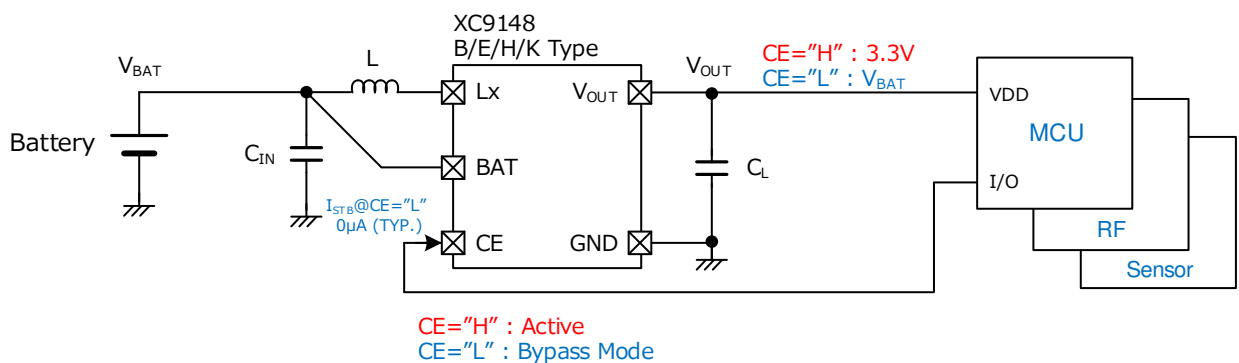 XC9148
B/E/H/K Type
L
VBAT
VOUT
CE=”H” : 3.3V
CE=”L” : VBAT
Lx
VOUT
VDD
MCU
Battery
CIN
BAT
CL
I/O
ISTB@CE=”L”
0µA (TYP.)
CE
GND
RF
Sensor
CE=”H” : Active
CE=”L” : Bypass Mode